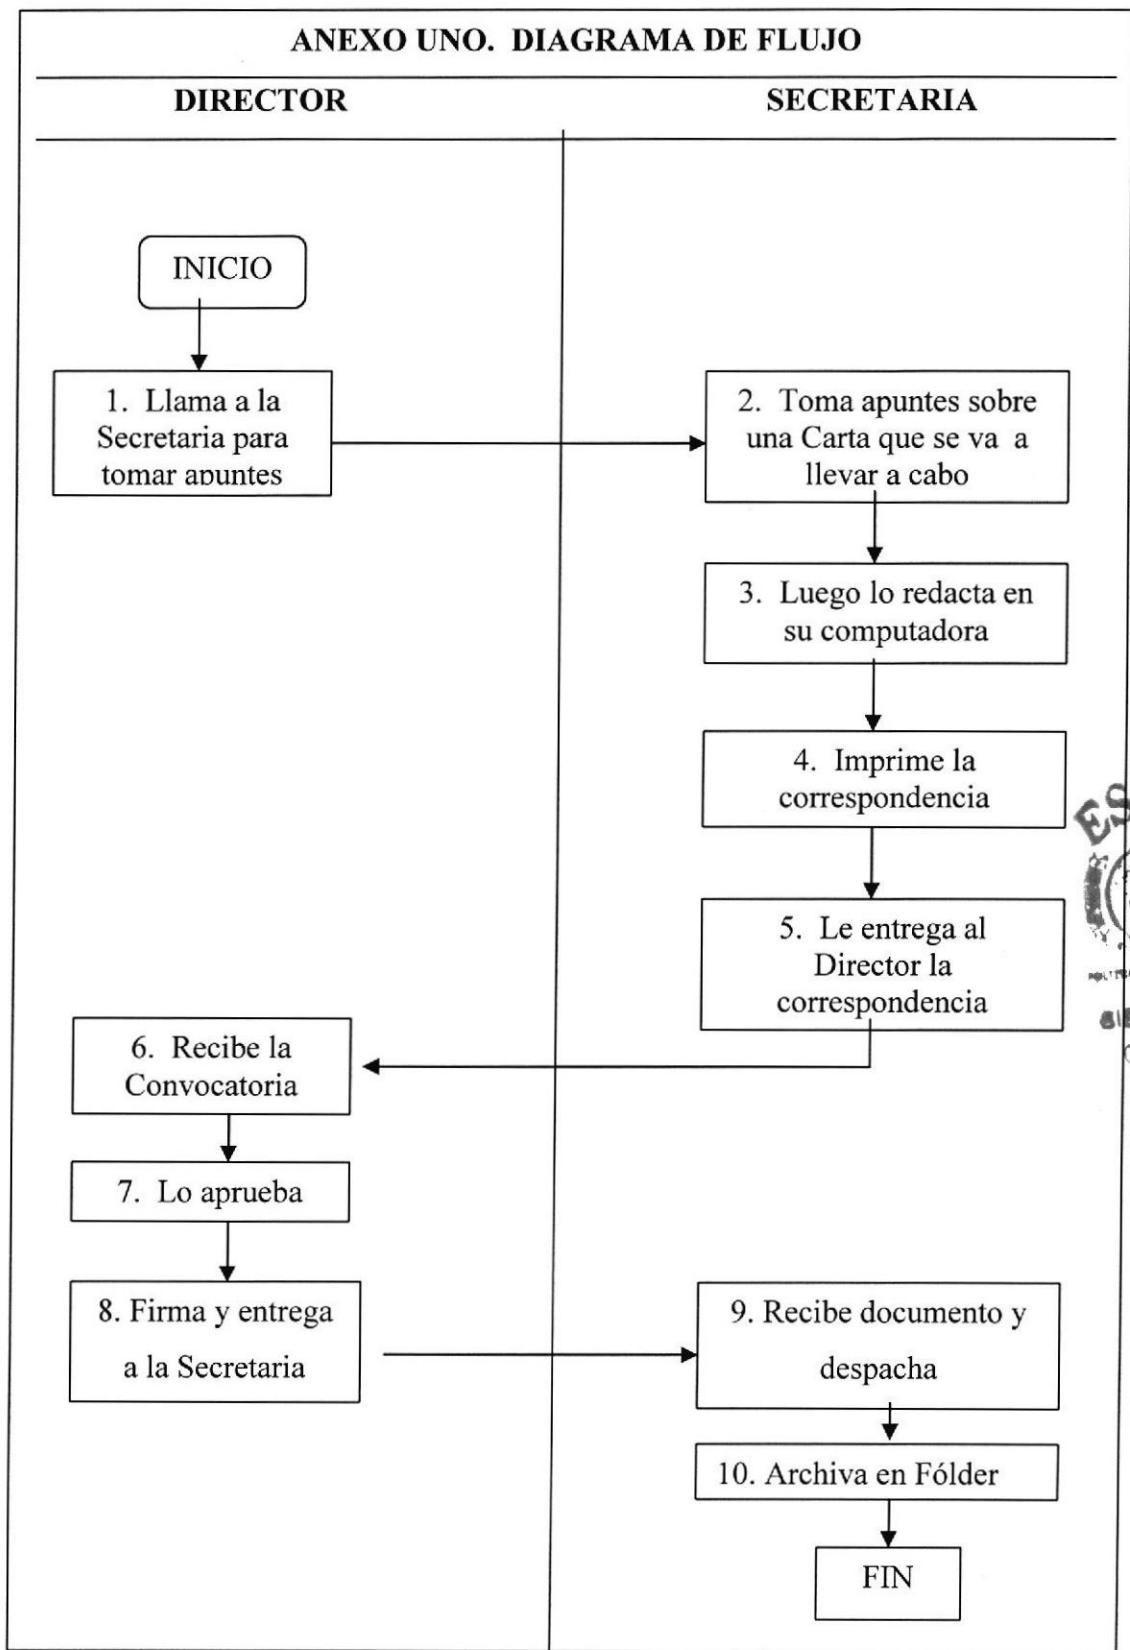 ANEXO UNO. DIAGRAMA DE FLUJO
DIRECTOR
SECRETARIA
INICIO
1. Llama a la
Secretaria para
tomar apuntes
2. Toma apuntes sobre
una Carta que se va a
llevar a cabo
3. Luego lo redacta en
su computadora
4. Imprime la
correspondencia
5. Le entrega al
Director la
correspondencia
6. Recibe la
Convocatoria
7. Lo aprueba
8. Firma y entrega
a la Secretaria
9. Recibe documento y
despacha
10. Archiva en Fólder
FIN
ES